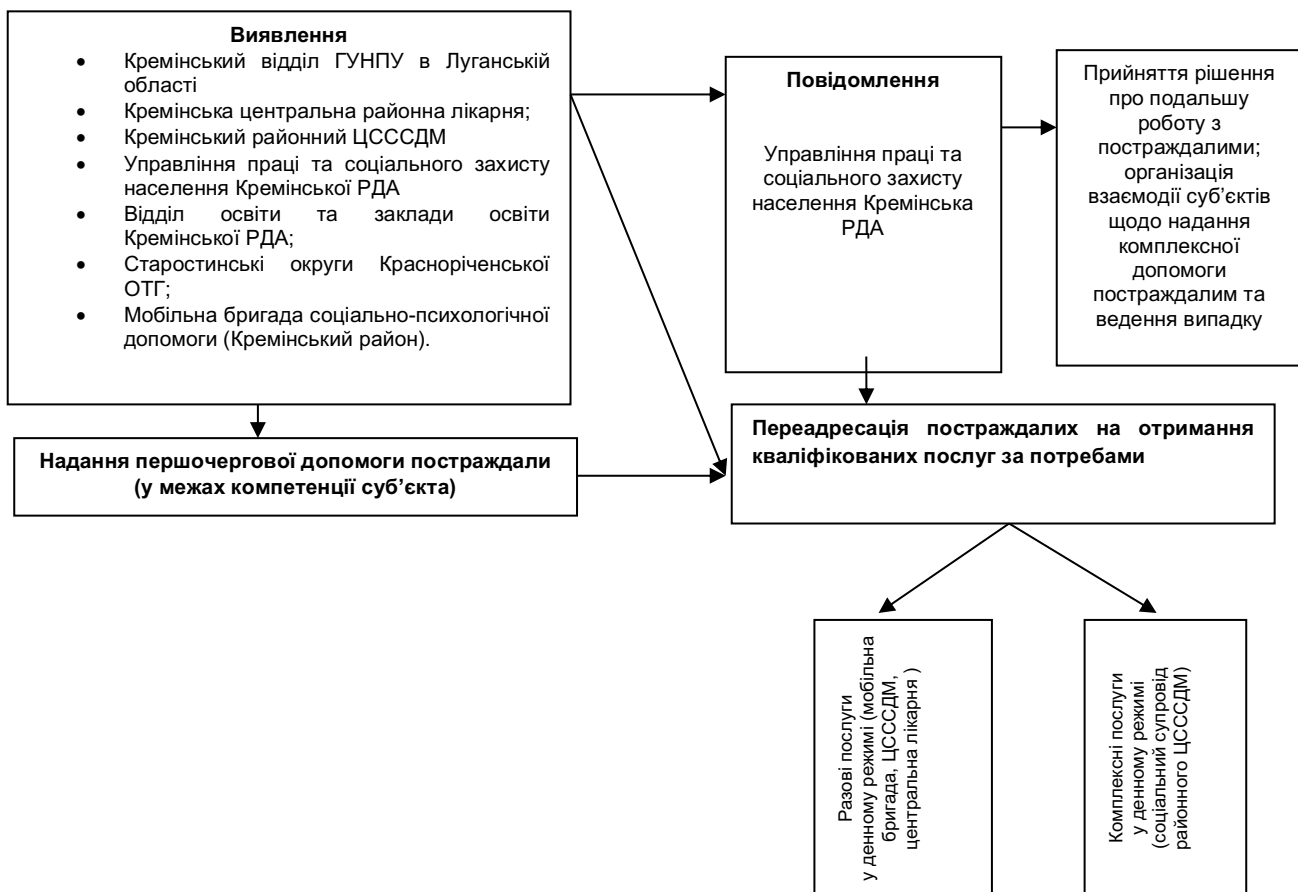 Виявлення
• Кремінський відділ ГУНПУ в Луганській
області
• Кремінська центральна районна лікарня;
• Кремінський районний ЦСССДМ
• Управління праці та соціального захисту
населення Кремінської РДА
• Відділ освіти та заклади освіти
Кремінської РДА;
• Старостинські округи Красноріченської
ОТГ;
• Мобільна бригада соціально-психологічної
допомоги (Кремінський район).
Повідомлення
Управління праці та
соціального захисту
населення Кремінська
РДА
Прийняття рішення
про подальшу
роботу з
постраждалими;
організація
взаємодії суб’єктів
щодо надання
комплексної
допомоги
постраждалим та
ведення випадку
Надання першочергової допомоги постраждали
(у межах компетенції суб’єкта)
Переадресація постраждалих на отримання
кваліфікованих послуг за потребами
Разові послуги
у денному режимі (мобільна
бригада, ЦСССДМ,
центральна лікарня )
Комплексні послуги
у денному режимі
(соціальний супровід
районного ЦСССДМ)